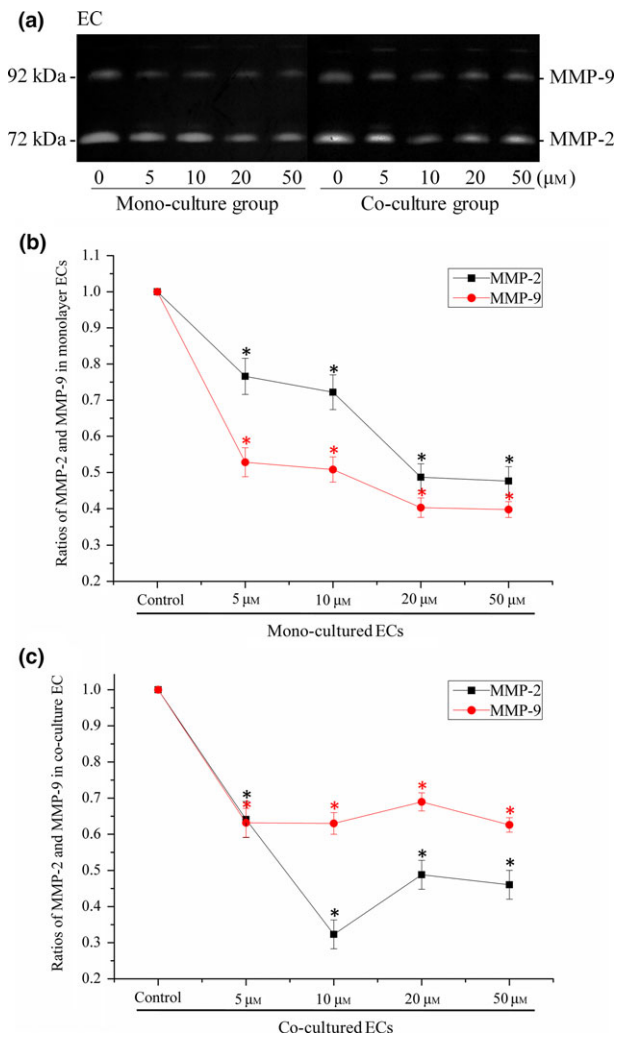 (a) EC
92 kDa - - MMP-9
72 kDa - - MMP-2
0 5 10 20 50 0 5 10 20 50 (μM)
Mono-culture group Co-culture group
(b)
Ratios of MMP-2 and MMP-9 in monolayer ECs
1.1
1.0
0.9
0.8
0.7
0.6
0.5
0.4
0.3
0.2
MMP-2
MMP-9
* * * *
* * * *
Control 5 μM 10 μM 20 μM 50 μM
Mono-cultured ECs
(c)
Ratios of MMP-2 and MMP-9 in co-culture EC
1.0
0.9
0.8
0.7
0.6
0.5
0.4
0.3
0.2
MMP-2
MMP-9
* * * *
* * * *
Control 5 μM 10 μM 20 μM 50 μM
Co-cultured ECs